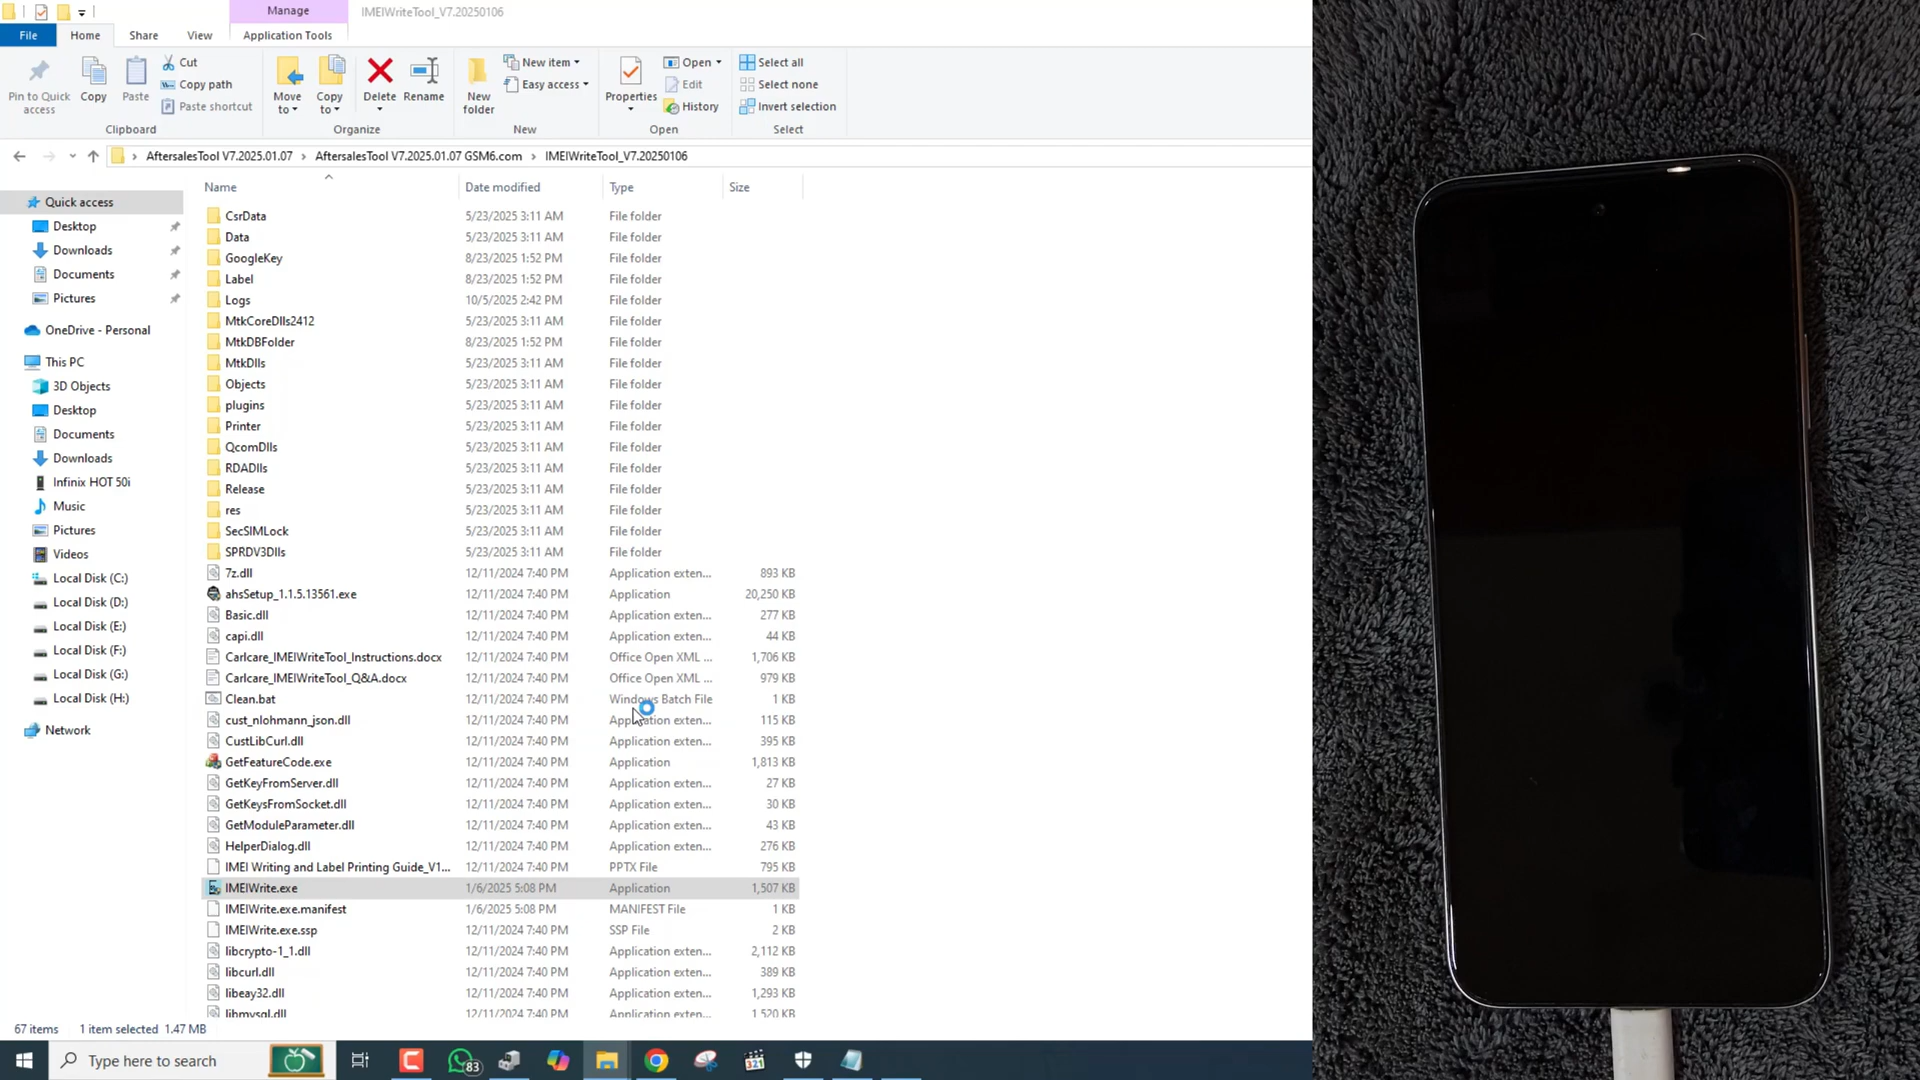 Manage
IMEIWriteTool_V7.20250106
File
Home
Share
View
Application Tools
Pin to Quick access
Copy
Paste
Cut
Copy path
Paste shortcut
Clipboard
Move to
Copy to
Delete
Rename
Organize
New folder
New item
Easy access
New
Properties
Open
Edit
History
Open
Select all
Select none
Invert selection
Select
AftersalesTool V7.2025.01.07 > AftersalesTool V7.2025.01.07 GSM6.com > IMEIWriteTool_V7.20250106
Name Date modified Type Size
Quick access
Desktop
Downloads
Documents
Pictures
OneDrive - Personal
This PC
3D Objects
Desktop
Documents
Downloads
Infinix HOT 50i
Music
Pictures
Videos
Local Disk (C:)
Local Disk (D:)
Local Disk (E:)
Local Disk (F:)
Local Disk (G:)
Local Disk (H:)
Network
CsrData 5/23/2025 3:11 AM File folder
Data 5/23/2025 3:11 AM File folder
GoogleKey 8/23/2025 1:52 PM File folder
Label 8/23/2025 1:52 PM File folder
Logs 10/5/2025 2:42 PM File folder
MtkCoreDlls2412 5/23/2025 3:11 AM File folder
MtkDBFolder 8/23/2025 1:52 PM File folder
MtkDlls 5/23/2025 3:11 AM File folder
Objects 5/23/2025 3:11 AM File folder
plugins 5/23/2025 3:11 AM File folder
Printer 5/23/2025 3:11 AM File folder
QcomDlls 5/23/2025 3:11 AM File folder
RDADlls 5/23/2025 3:11 AM File folder
Release 5/23/2025 3:11 AM File folder
res 5/23/2025 3:11 AM File folder
SecSIMLock 5/23/2025 3:11 AM File folder
SPRDV3Dlls 5/23/2025 3:11 AM File folder
7z.dll 12/11/2024 7:40 PM Application exten... 893 KB
ahsSetup_1.1.5.13561.exe 12/11/2024 7:40 PM Application 20,250 KB
Basic.dll 12/11/2024 7:40 PM Application exten... 277 KB
capi.dll 12/11/2024 7:40 PM Application exten... 44 KB
Carlcare_IMEIWriteTool_Instructions.docx 12/11/2024 7:40 PM Office Open XML ... 1,706 KB
Carlcare_IMEIWriteTool_Q&A.docx 12/11/2024 7:40 PM Office Open XML ... 979 KB
Clean.bat 12/11/2024 7:40 PM Windows Batch File 1 KB
cust_nlohmann_json.dll 12/11/2024 7:40 PM Application exten... 115 KB
CustLibCurl.dll 12/11/2024 7:40 PM Application exten... 395 KB
GetFeatureCode.exe 12/11/2024 7:40 PM Application 1,813 KB
GetKeyFromServer.dll 12/11/2024 7:40 PM Application exten... 27 KB
GetKeysFromSocket.dll 12/11/2024 7:40 PM Application exten... 30 KB
GetModuleParameter.dll 12/11/2024 7:40 PM Application exten... 43 KB
HelperDialog.dll 12/11/2024 7:40 PM Application exten... 276 KB
IMEI Writing and Label Printing Guide_V1... 12/11/2024 7:40 PM PPTX File 795 KB
IMEIWrite.exe 1/6/2025 5:08 PM Application 1,507 KB
IMEIWrite.exe.manifest 1/6/2025 5:08 PM MANIFEST File 1 KB
IMEIWrite.exe.ssp 12/11/2024 7:40 PM SSP File 2 KB
libcrypto-1_1.dll 12/11/2024 7:40 PM Application exten... 2,112 KB
libcurl.dll 12/11/2024 7:40 PM Application exten... 389 KB
libeay32.dll 12/11/2024 7:40 PM Application exten... 1,293 KB
libmysql.dll 12/11/2024 7:40 PM Application exten... 1,520 KB
67 items 1 item selected 1.47 MB
Type here to search
83
321